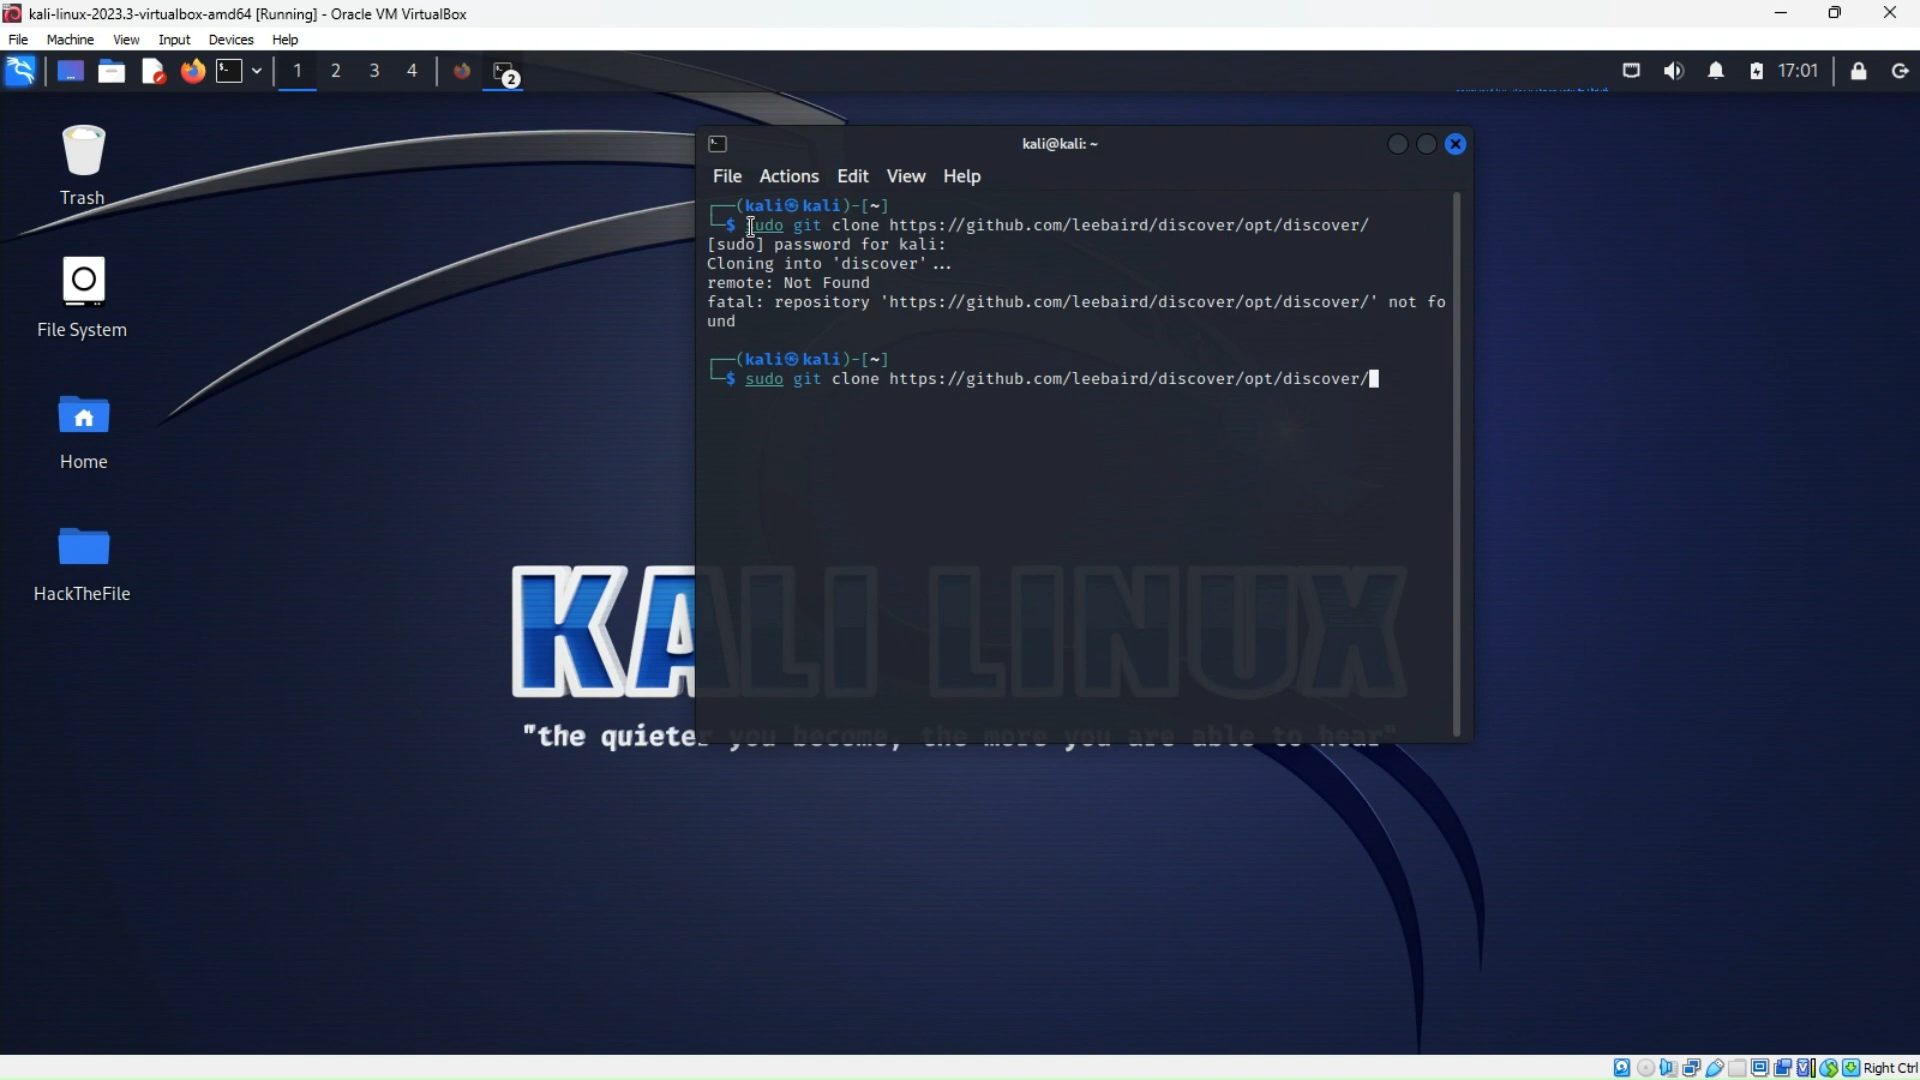 kali-linux-2023.3-virtualbox-amd64 [Running] - Oracle VM VirtualBox
File Machine View Input Devices Help
1 2 3 4 2 17:01
Trash
File System
Home
HackTheFile
kali@kali: ~
File Actions Edit View Help
┌──(kali㉿kali)-[~]
└─$ sudo git clone https://github.com/leebaird/discover/opt/discover/
[sudo] password for kali:
Cloning into 'discover'...
remote: Not Found
fatal: repository 'https://github.com/leebaird/discover/opt/discover/' not fo
und
┌──(kali㉿kali)-[~]
└─$ sudo git clone https://github.com/leebaird/discover/opt/discover/
KALI LINUX
"the quieter you become, the more you are able to hear"
Right Ctrl